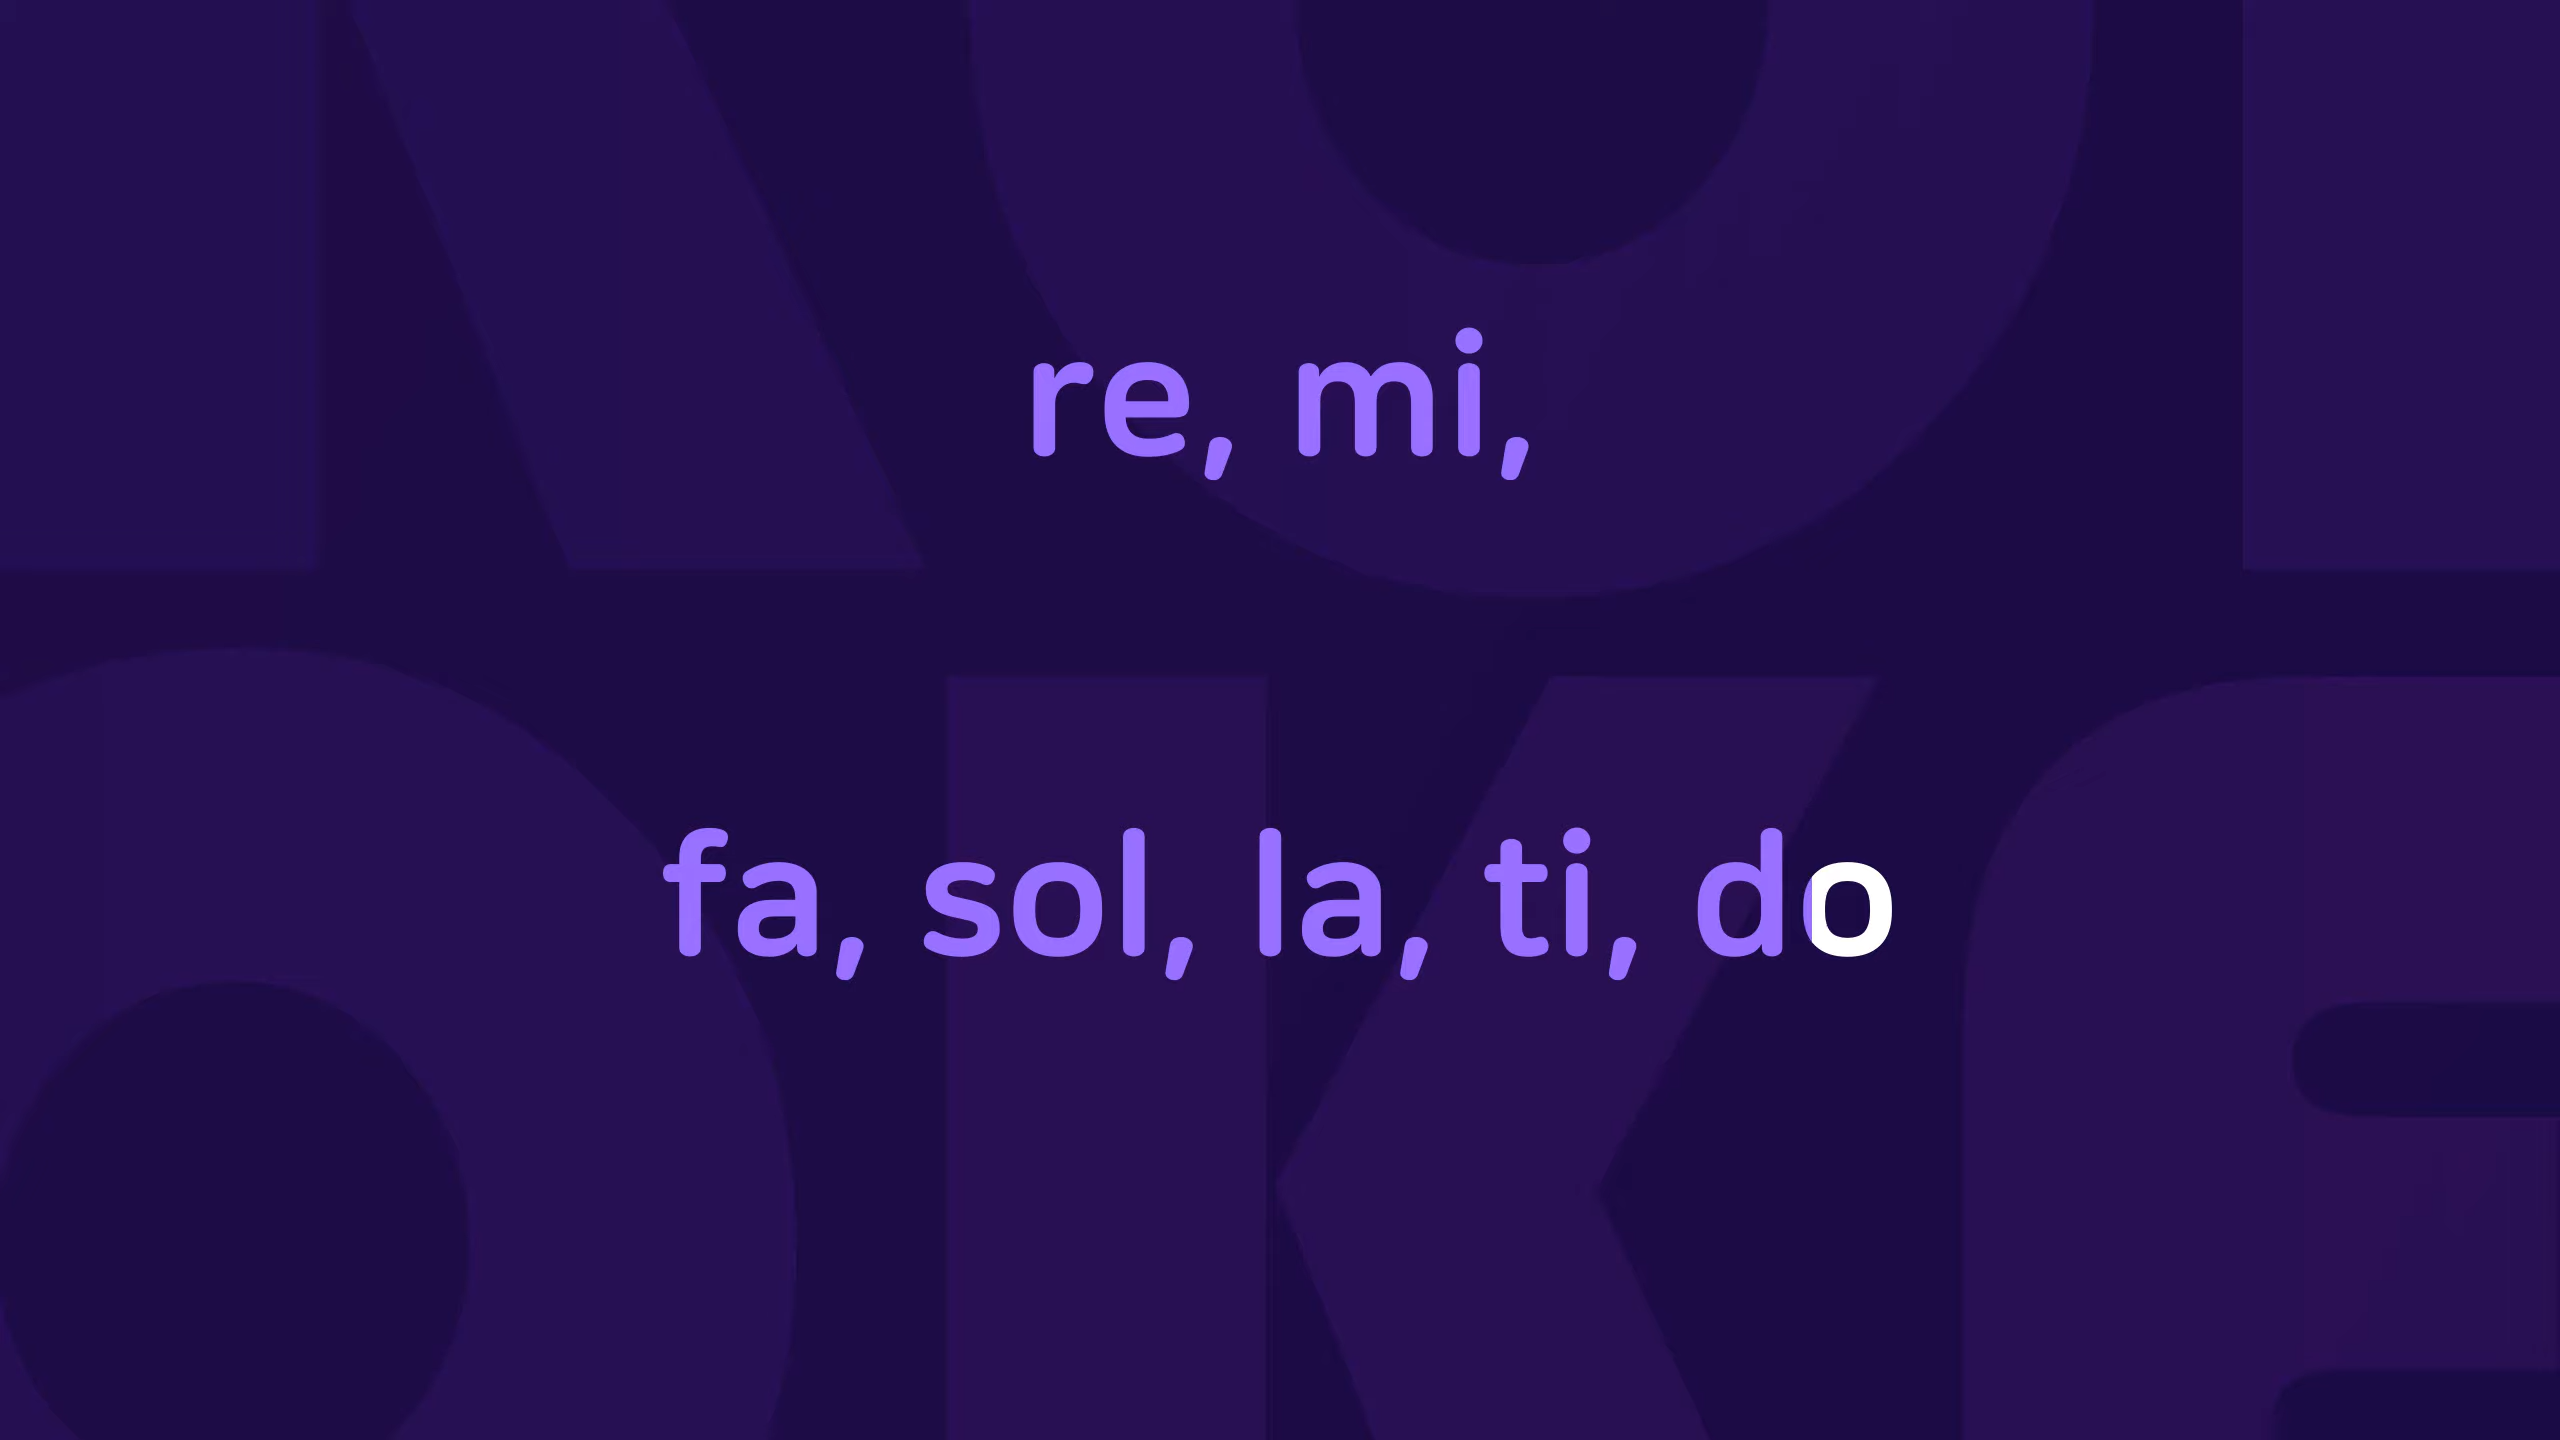 re, mi,
fa, sol, la, ti, do